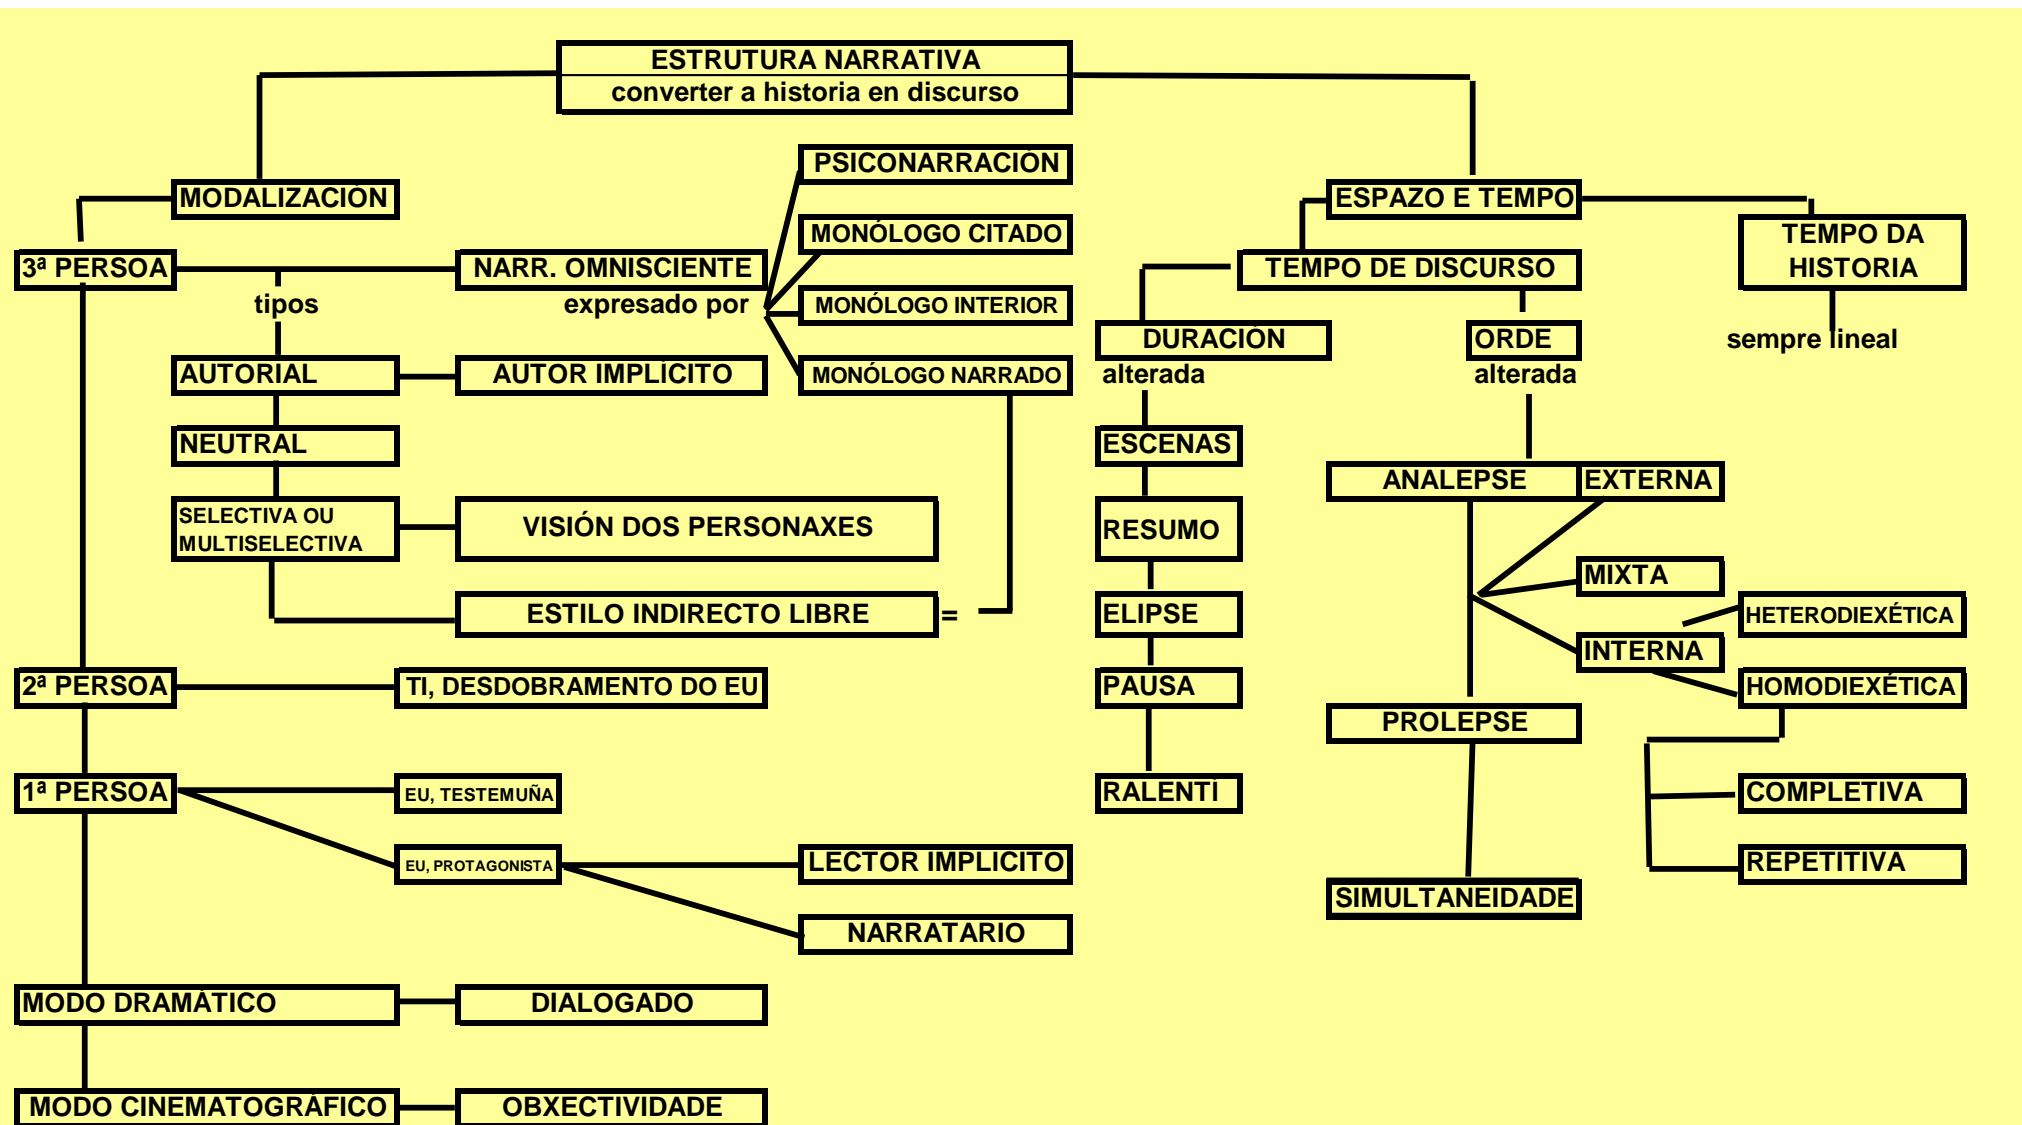 ESTRUTURA NARRATIVA
converter a historia en discurso
MODALIZACIÓN
3ª PERSOA
tipos
NARR. OMNISCIENTE
expresado por
PSICONARRACIÓN
MONÓLOGO CITADO
MONÓLOGO INTERIOR
MONÓLOGO NARRADO
AUTORIAL
AUTOR IMPLÍCITO
NEUTRAL
SELECTIVA OU
MULTISELECTIVA
VISIÓN DOS PERSONAXES
ESTILO INDIRECTO LIBRE
=
2ª PERSOA
TI, DESDOBRAMENTO DO EU
1ª PERSOA
EU, TESTEMUÑA
EU, PROTAGONISTA
LECTOR IMPLÍCITO
NARRATARIO
MODO DRAMÁTICO
DIALOGADO
MODO CINEMATOGRÁFICO
OBXECTIVIDADE
ESPAZO E TEMPO
TEMPO DE DISCURSO
TEMPO DA
HISTORIA
sempre lineal
DURACIÓN
alterada
ESCENAS
RESUMO
ELIPSE
PAUSA
RALENTÍ
ORDE
alterada
ANALEPSE
EXTERNA
MIXTA
INTERNA
HETERODIEXÉTICA
HOMODIEXÉTICA
COMPLETIVA
REPETITIVA
PROLEPSE
SIMULTANEIDADE